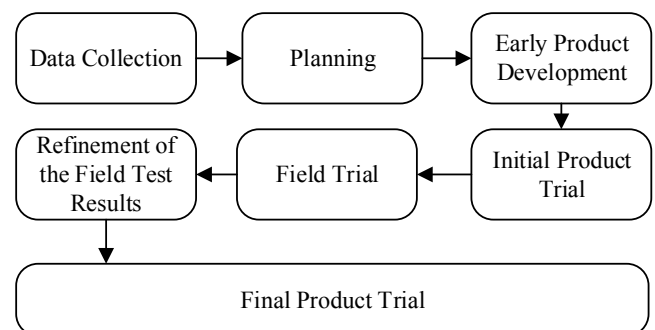 Data Collection
Planning
Early Product
Development
Initial Product
Trial
Field Trial
Refinement of
the Field Test
Results
Final Product Trial